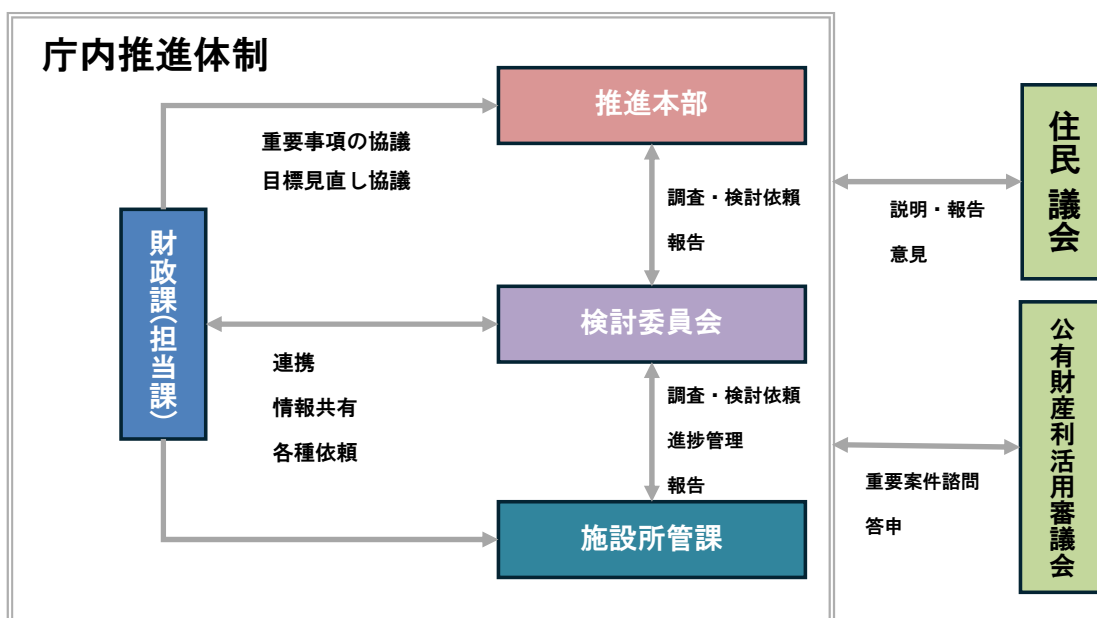 庁内推進体制
推進本部
重要事項の協議
目標見直し協議
調査・検討依頼
報告
財政課(担当課)
検討委員会
連携
情報共有
各種依頼
調査・検討依頼
進捗管理
報告
施設所管課
説明・報告
意見
住民 議会
重要案件諮問
答申
公有財産利活用審議会